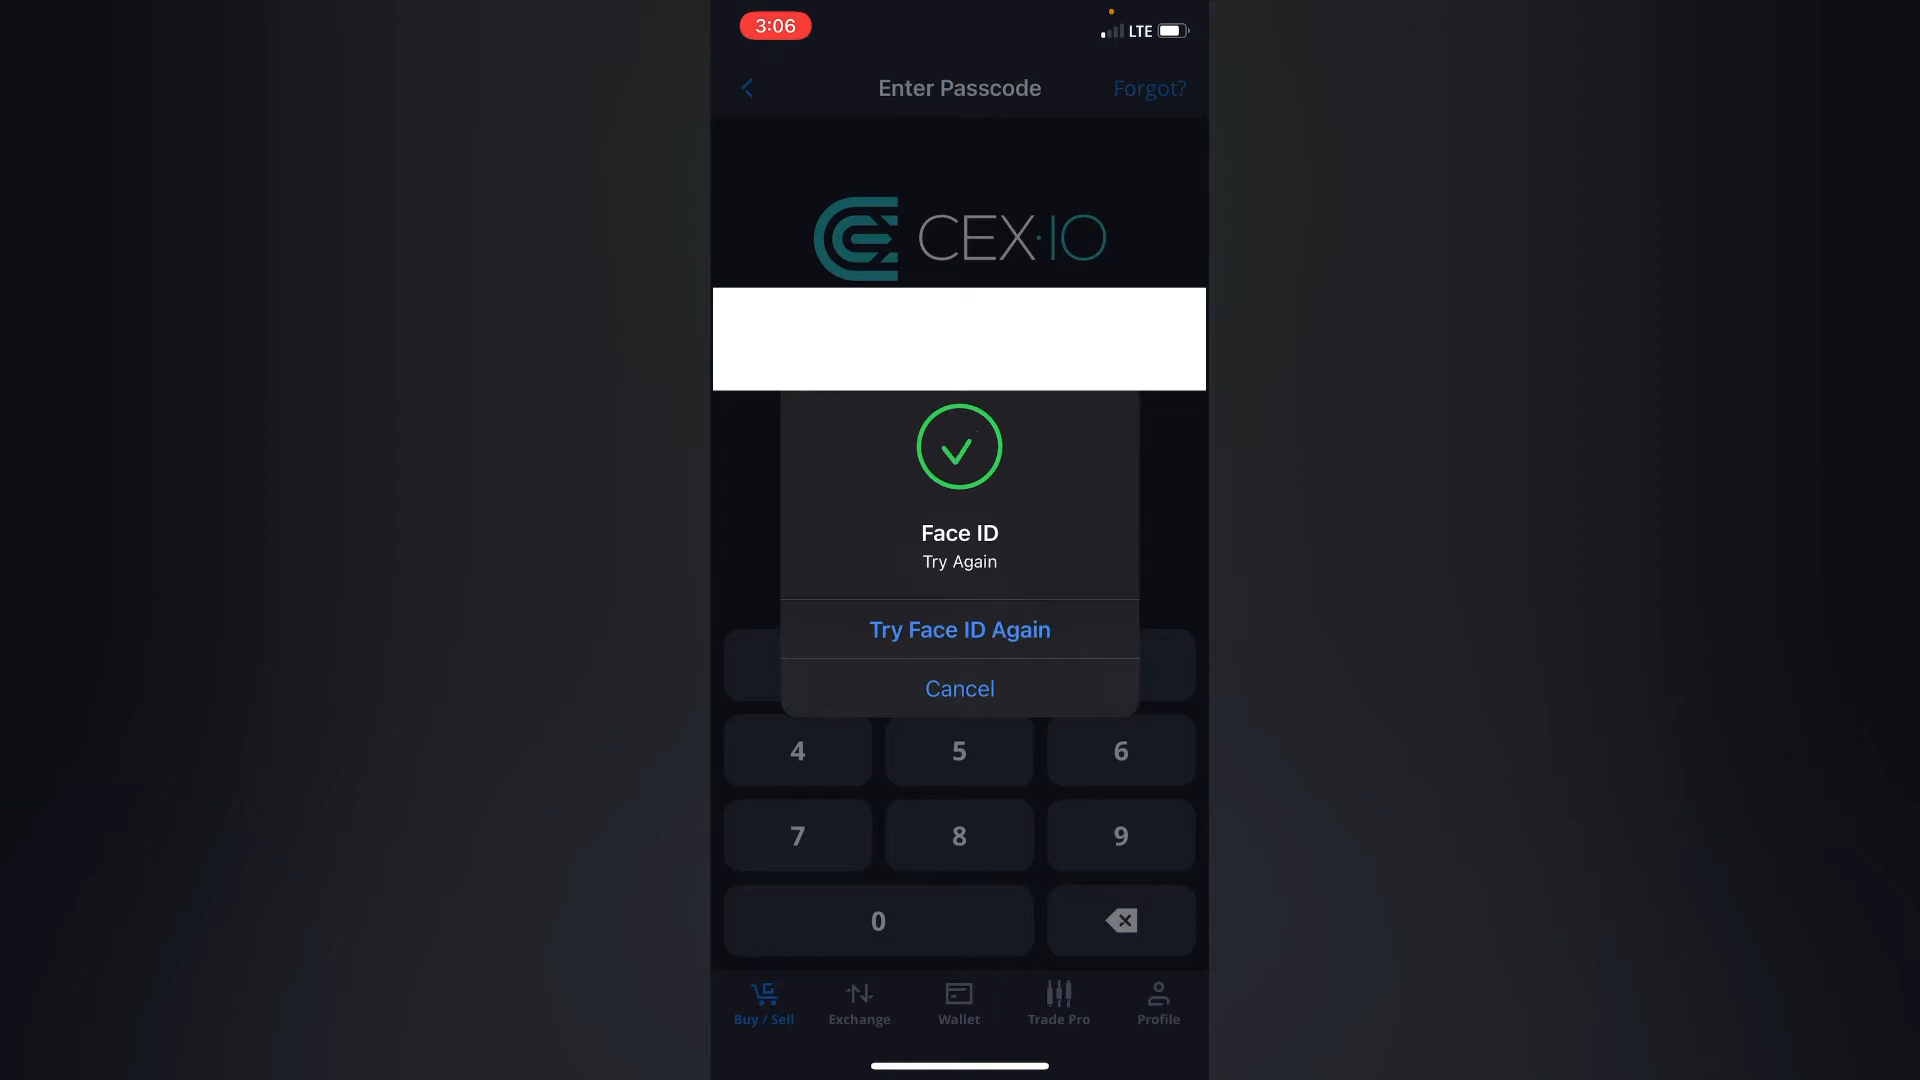 3:06
LTE
Enter Passcode
Forgot?
CEX·IO
Face ID
Try Again
Try Face ID Again
Cancel
4 5 6
7 8 9
0
Buy / Sell Exchange Wallet Trade Pro Profile